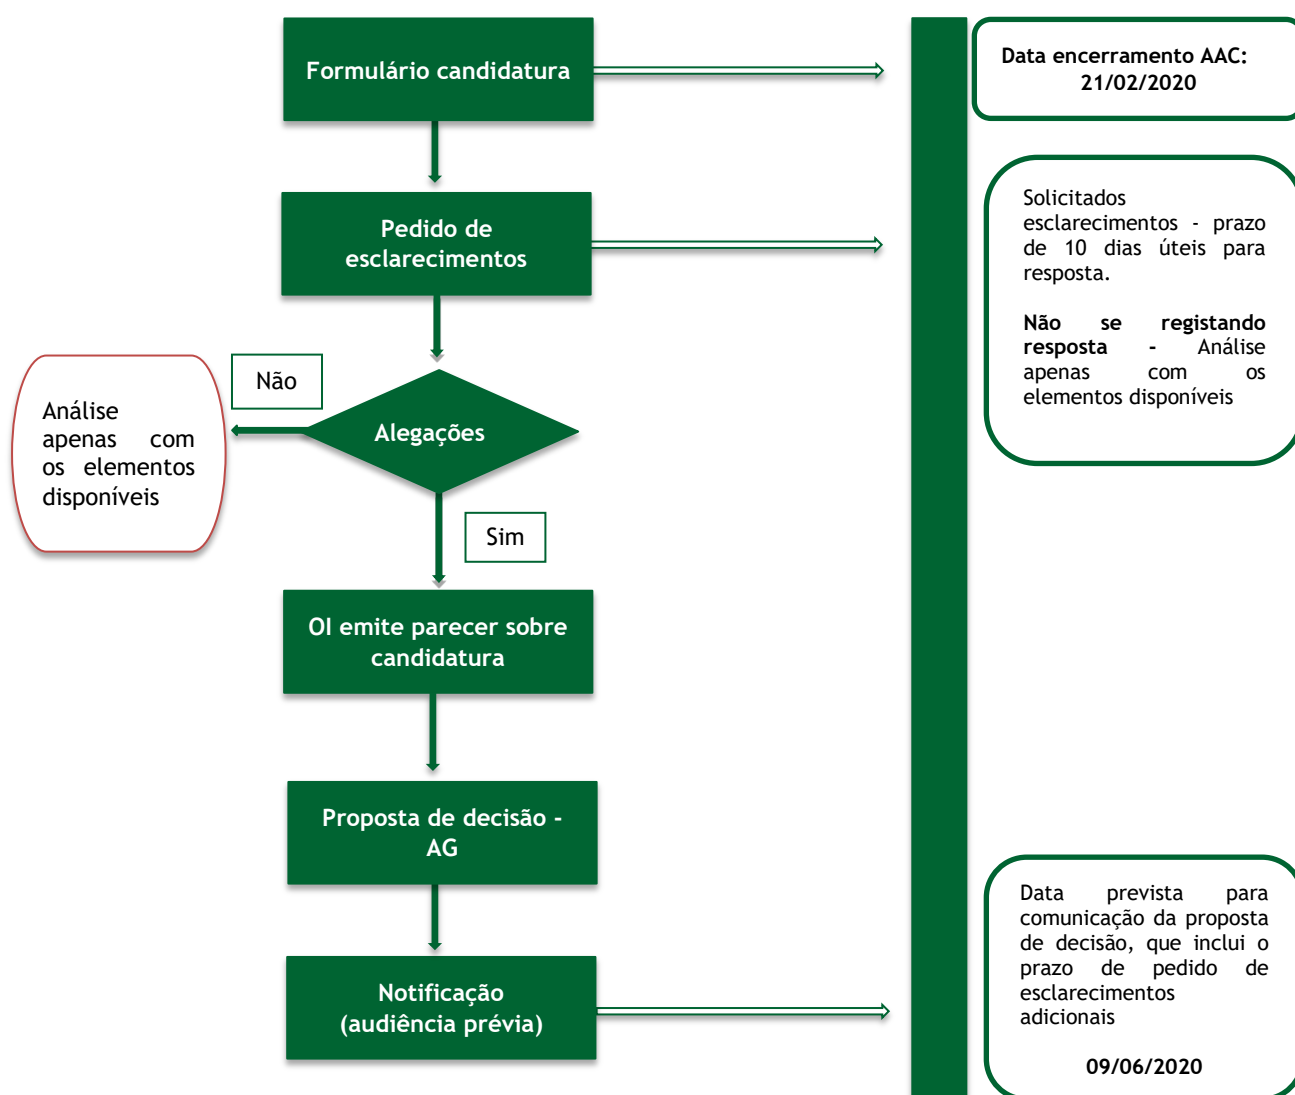 Formulário candidatura
Data encerramento AAC:
21/02/2020
Pedido de
esclarecimentos
Solicitados
esclarecimentos - prazo
de 10 dias úteis para
resposta.
Não se registando
resposta - Análise
apenas com os
elementos disponíveis
Não
Análise
apenas com
os elementos
disponíveis
Alegações
Sim
OI emite parecer sobre
candidatura
Proposta de decisão -
AG
Notificação
(audiência prévia)
Data prevista para
comunicação da proposta
de decisão, que inclui o
prazo de pedido de
esclarecimentos
adicionais
09/06/2020